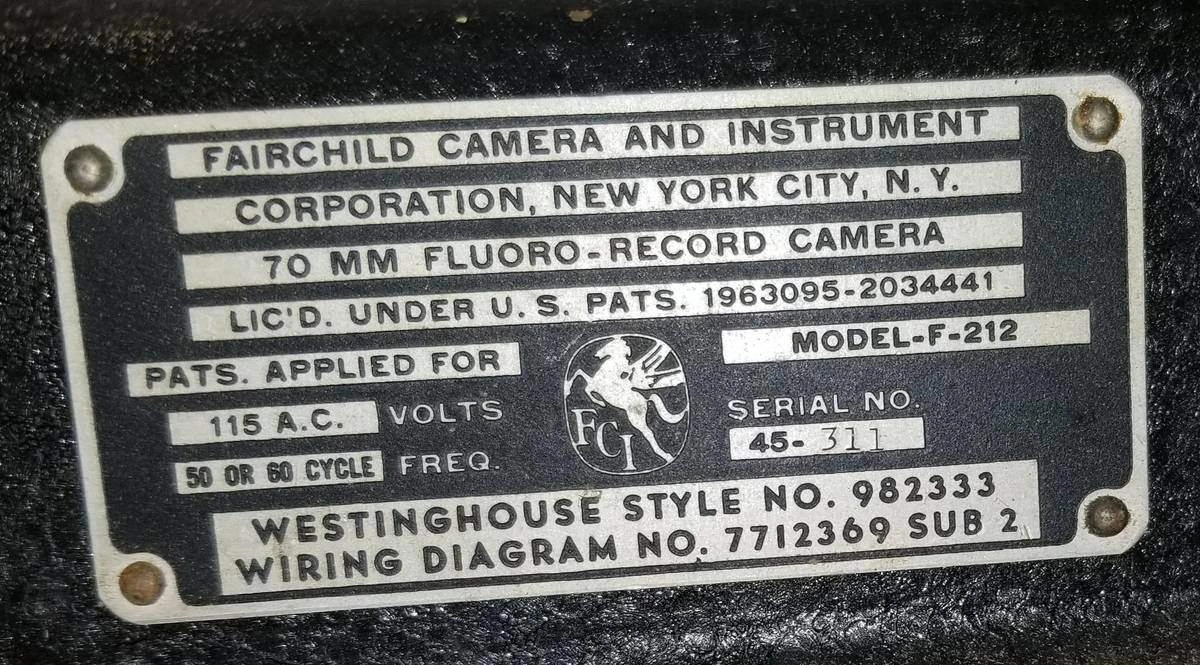 FAIRCHILD CAMERA AND INSTRUMENT
CORPORATION, NEW YORK CITY, N. Y.
70 MM FLUORO-RECORD CAMERA
LIC'D. UNDER U. S. PATS. 1963095-2034441
PATS. APPLIED FOR
MODEL-F-212
115 A.C. VOLTS
50 OR 60 CYCLE FREQ.
FCI
SERIAL NO.
45-311
WESTINGHOUSE STYLE NO. 982333
WIRING DIAGRAM NO. 7712369 SUB 2